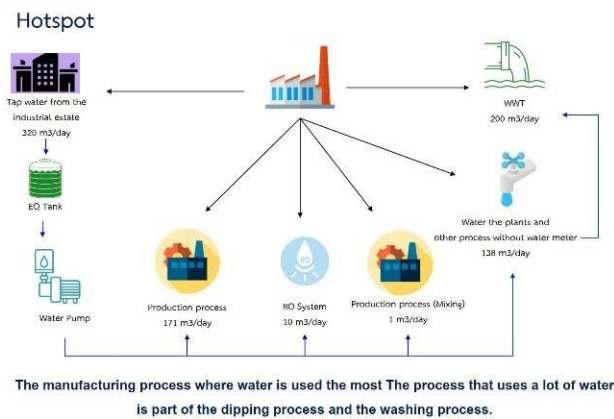 Hotspot
Tap water from the
industrial estate
320 m3/day
EQ Tank
Water Pump
WWT
200 m3/day
Water the plants and
other process without water meter
138 m3/day
Production process
171 m3/day
RO
RO System
10 m3/day
Production process (Mixing)
1 m3/day
The manufacturing process where water is used the most The process that uses a lot of water
is part of the dipping process and the washing process.